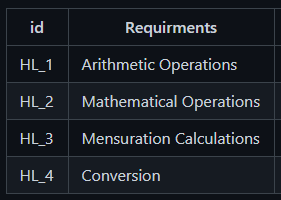 id Requirments
HL_1 Arithmetic Operations
HL_2 Mathematical Operations
HL_3 Mensuration Calculations
HL_4 Conversion